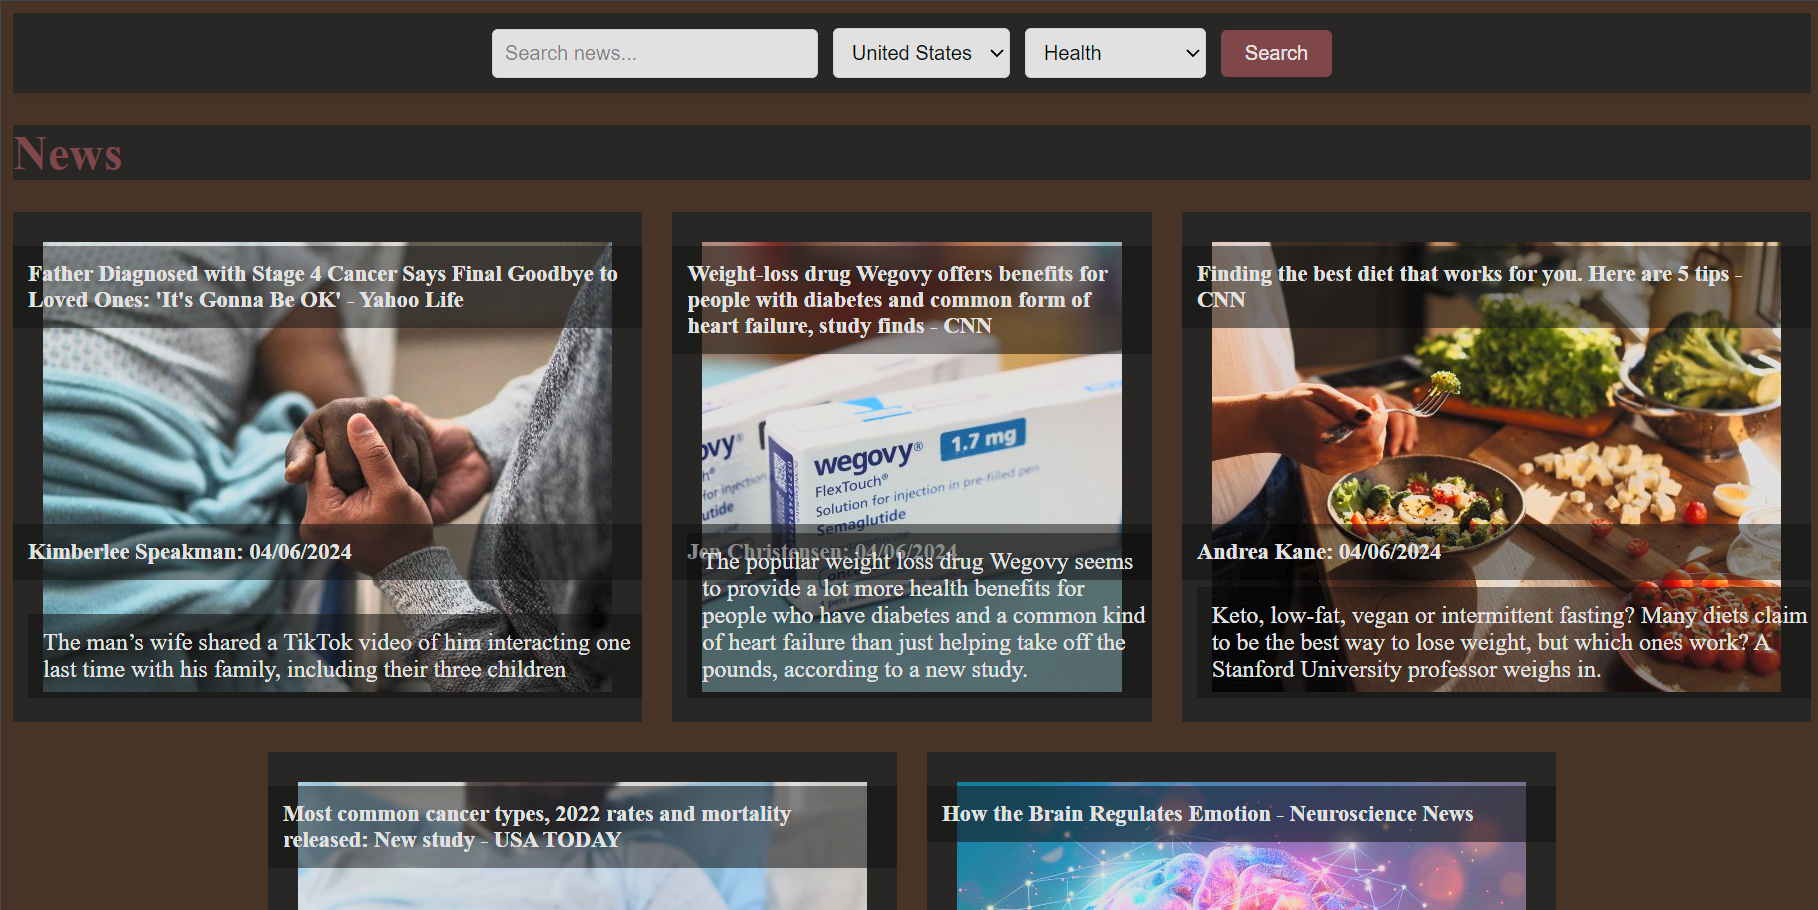 Search news...
United States
Health
Search
News
Father Diagnosed with Stage 4 Cancer Says Final Goodbye to
Loved Ones: 'It's Gonna Be OK' - Yahoo Life
Kimberlee Speakman: 04/06/2024
The man’s wife shared a TikTok video of him interacting one
last time with his family, including their three children
Weight-loss drug Wegovy offers benefits for
people with diabetes and common form of
heart failure, study finds - CNN
ovy®
for injection
utide
wegovy® 1.7 mg
FlexTouch®
Solution for injection in pre-filled pen
Semaglutide
Jen Christensen: 04/06/2024
The popular weight loss drug Wegovy seems
to provide a lot more health benefits for
people who have diabetes and a common kind
of heart failure than just helping take off the
pounds, according to a new study.
Finding the best diet that works for you. Here are 5 tips -
CNN
Andrea Kane: 04/06/2024
Keto, low-fat, vegan or intermittent fasting? Many diets claim
to be the best way to lose weight, but which ones work? A
Stanford University professor weighs in.
Most common cancer types, 2022 rates and mortality
released: New study - USA TODAY
How the Brain Regulates Emotion - Neuroscience News